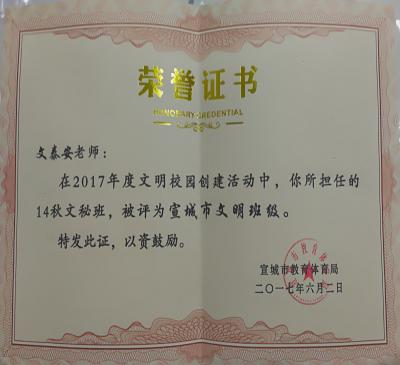 荣誉证书
HONORARY CREDENTIAL
文泰安老师：
在2017年度文明校园创建活动中，你所担任的
14秋文秘班，被评为宣城市文明班级。
特发此证，以资鼓励。
宣城市教育体育局
二〇一七年六月二日